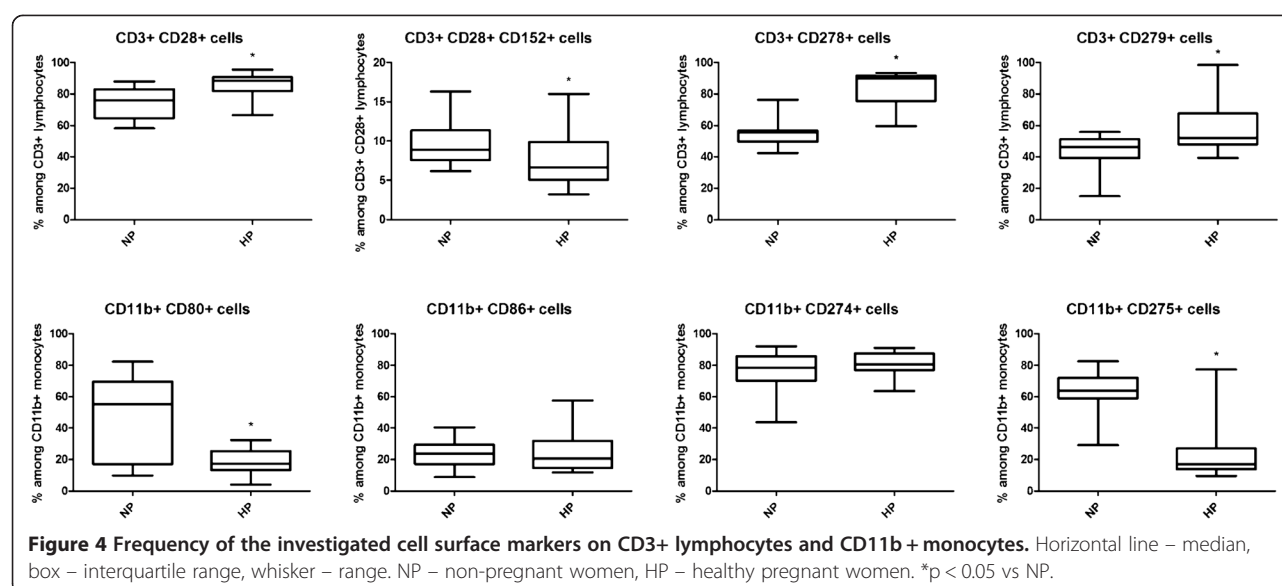 CD3+ CD28+ cells
% among CD3+ lymphocytes
100
80
60
40
20
0
*
NP
HP
CD3+ CD28+ CD152+ cells
% among CD3+ CD28+ lymphocytes
20
15
10
5
0
*
NP
HP
CD3+ CD278+ cells
% among CD3+ lymphocytes
100
80
60
40
20
0
*
NP
HP
CD3+ CD279+ cells
% among CD3+ lymphocytes
100
80
60
40
20
0
*
NP
HP
CD11b+ CD80+ cells
% among CD11b+ monocytes
100
80
60
40
20
0
*
NP
HP
CD11b+ CD86+ cells
% among CD11b+ monocytes
100
80
60
40
20
0
NP
HP
CD11b+ CD274+ cells
% among CD11b+ monocytes
100
80
60
40
20
0
NP
HP
CD11b+ CD275+ cells
% among CD11b+ monocytes
100
80
60
40
20
0
*
NP
HP
Figure 4 Frequency of the investigated cell surface markers on CD3+ lymphocytes and CD11b + monocytes. Horizontal line – median,
box – interquartile range, whisker – range. NP – non-pregnant women, HP – healthy pregnant women. *p < 0.05 vs NP.